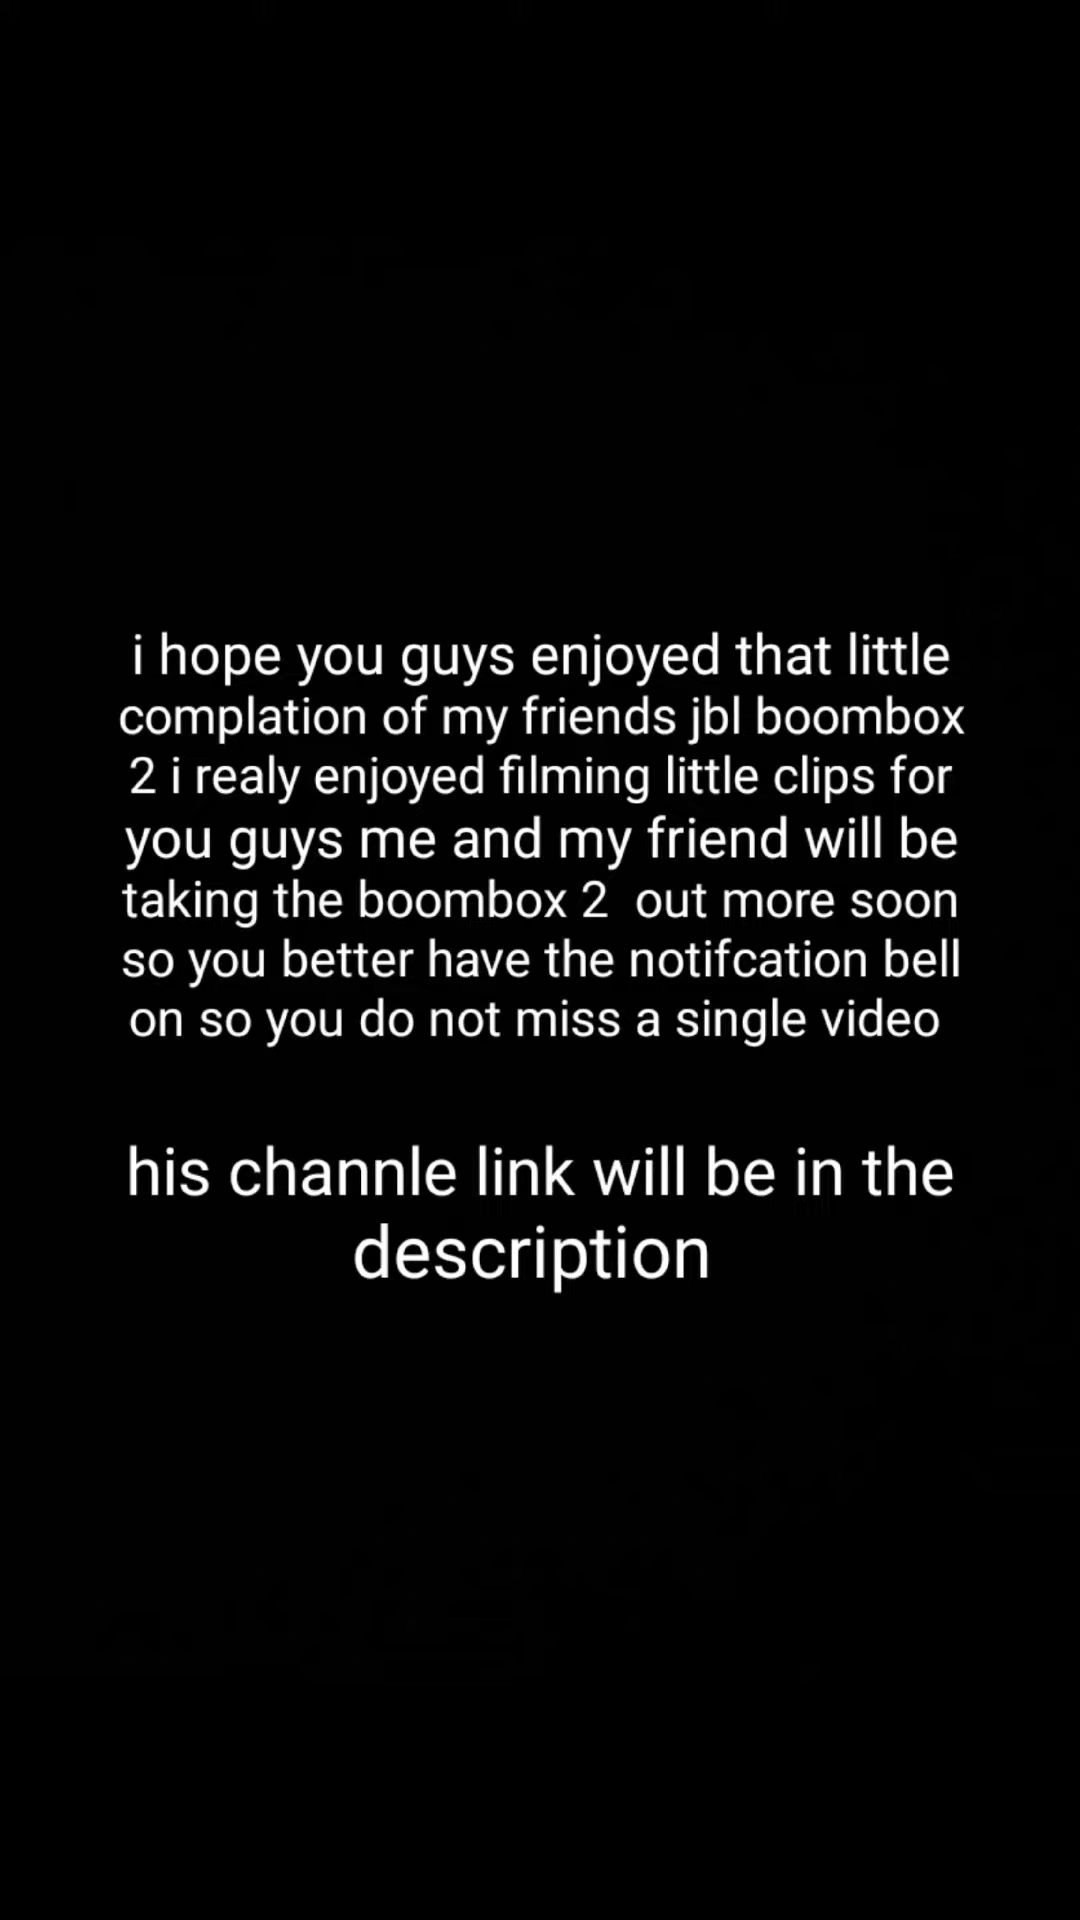 i hope you guys enjoyed that little
complation of my friends jbl boombox
2 i realy enjoyed filming little clips for
you guys me and my friend will be
taking the boombox 2  out more soon
so you better have the notifcation bell
on so you do not miss a single video
his channle link will be in the
description